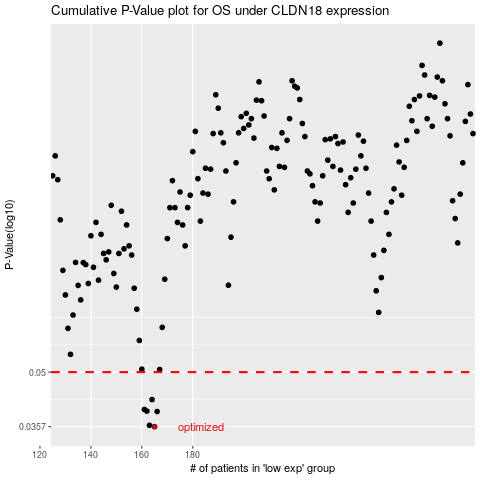 Cumulative P-Value plot for OS under CLDN18 expression
P-Value(log10)
0.05
0.0357
optimized
120 140 160 180
# of patients in 'low exp' group